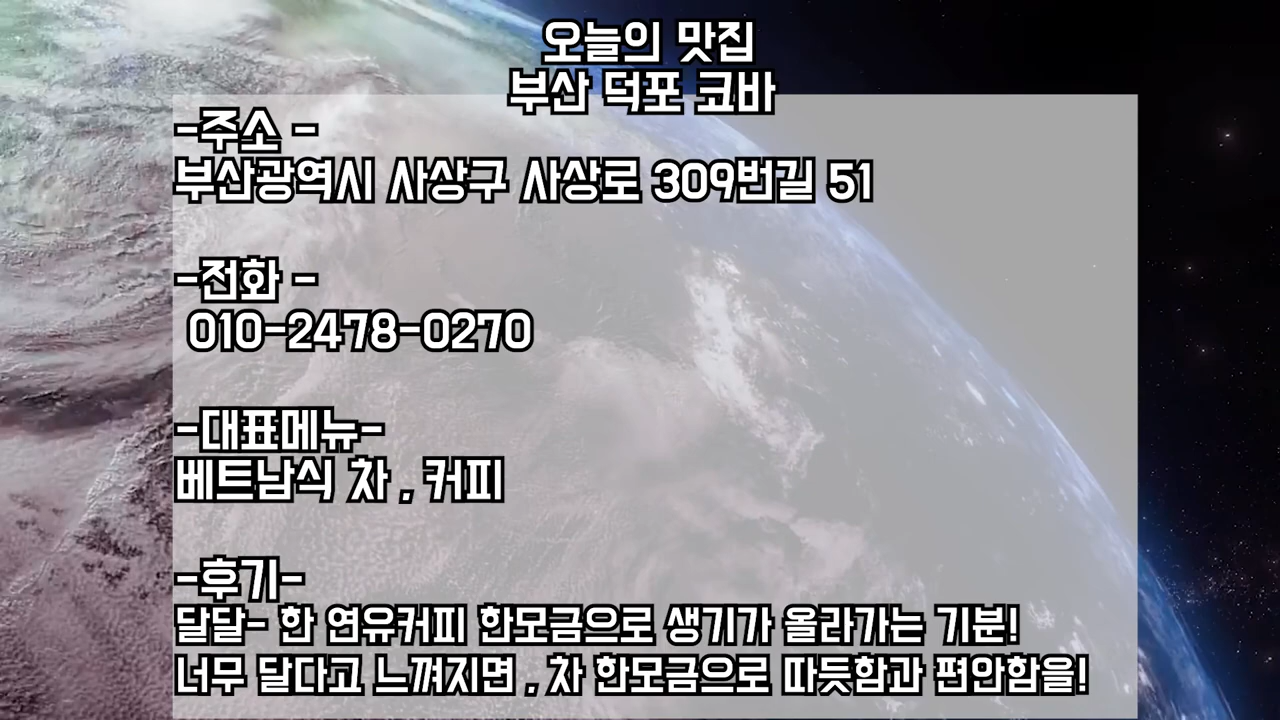 오늘의 맛집
부산 덕포 코바
-주소 -
부산광역시 사상구 사상로 309번길 51
-전화 -
010-2478-0270
-대표메뉴-
베트남식 차 , 커피
-후기-
달달- 한 연유커피 한모금으로 생기가 올라가는 기분!
너무 달다고 느껴지면 , 차 한모금으로 따듯함과 편안함을!